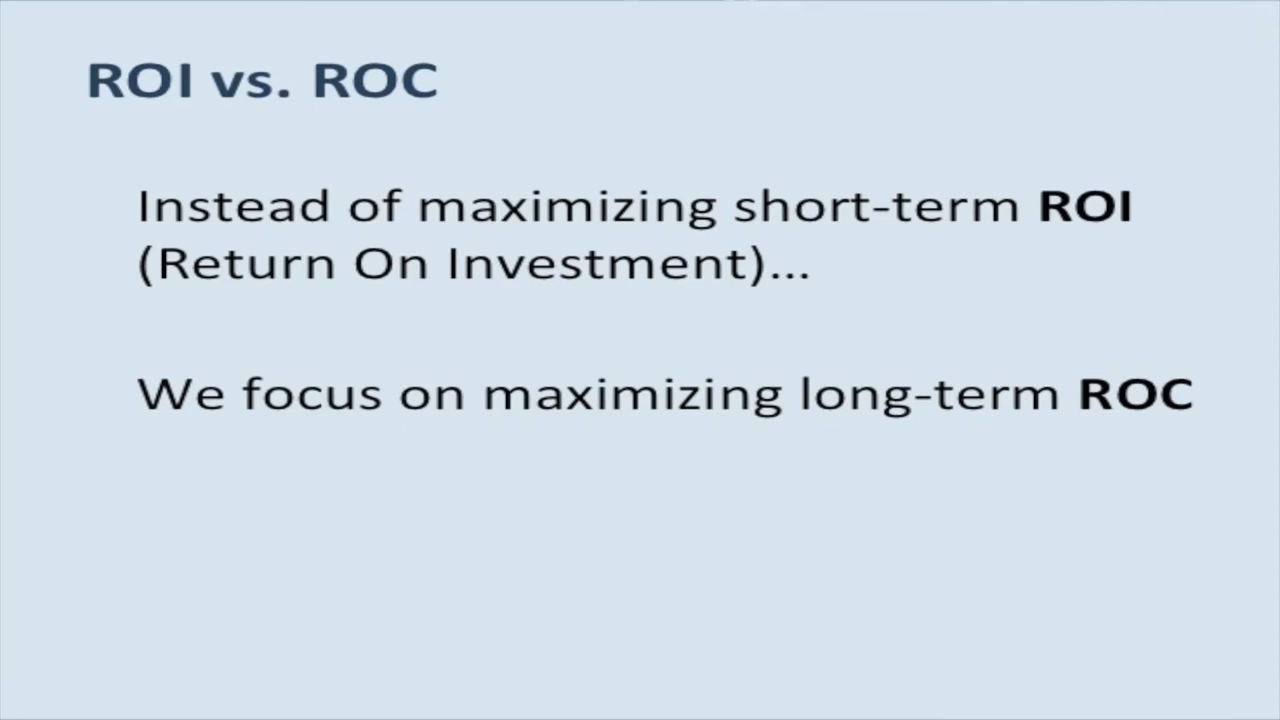 ROI vs. ROC
Instead of maximizing short-term ROI
(Return On Investment)...
We focus on maximizing long-term ROC